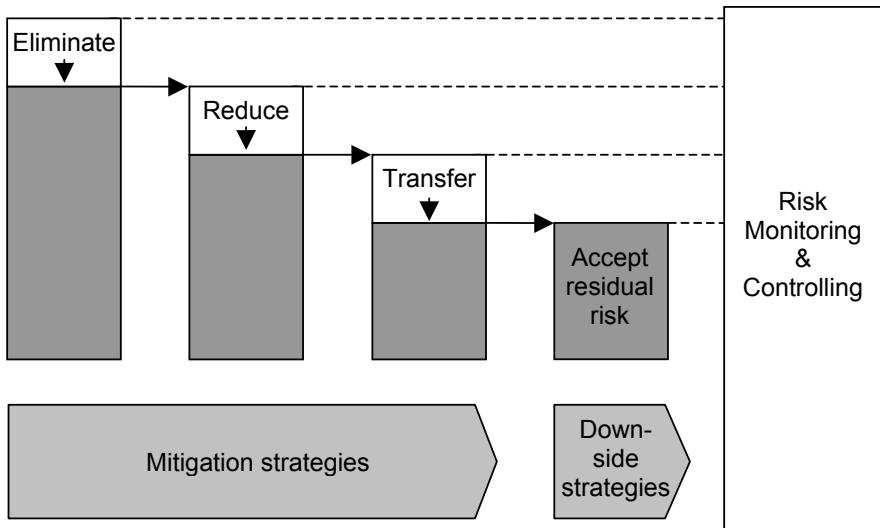 Eliminate
Reduce
Transfer
Accept
residual
risk
Risk
Monitoring
&
Controlling
Mitigation strategies
Down-
side
strategies